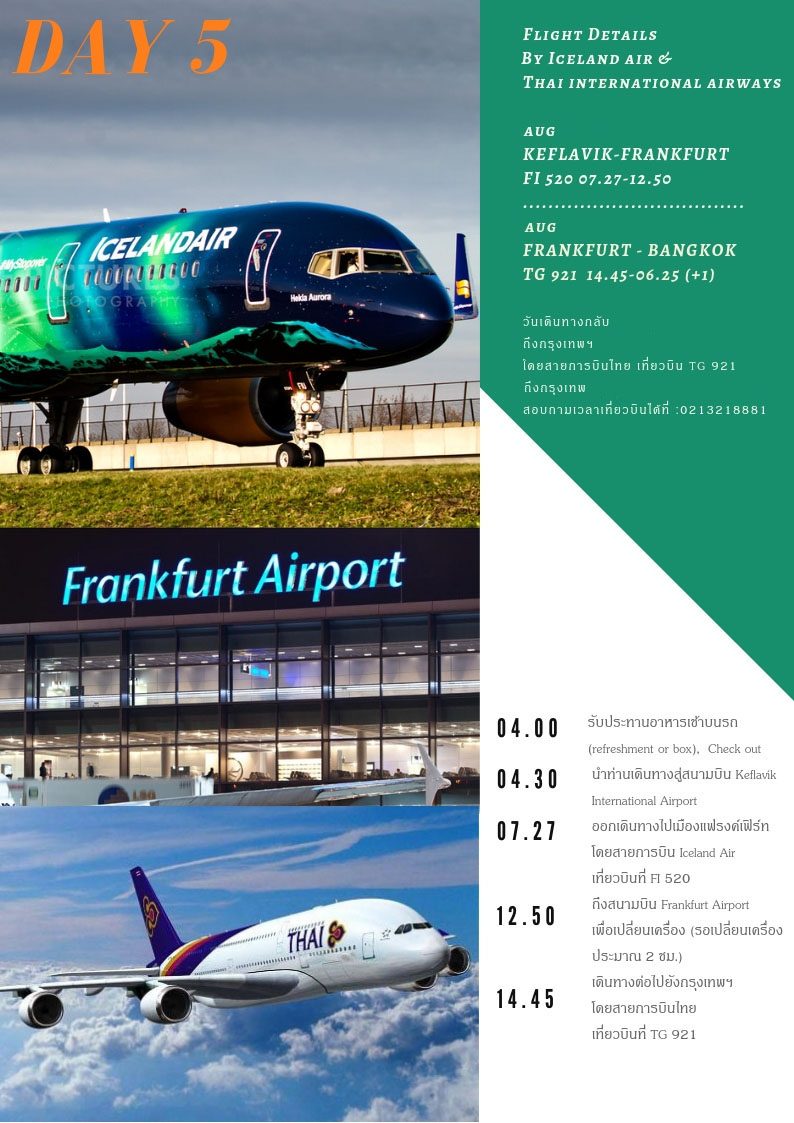 DAY 5
FLIGHT DETAILS
BY ICELAND AIR &
THAI INTERNATIONAL AIRWAYS
AUG
KEFLAVIK-FRANKFURT
FI 520 07.27-12.50
...................................
AUG
FRANKFURT - BANGKOK
TG 921 14.45-06.25 (+1)
วันเดินทางกลับ
ถึงกรุงเทพฯ
โดยสายการบินไทย เที่ยวบิน TG 921
ถึงกรุงเทพ
สอบถามเวลาเที่ยวบินได้ที่ :0213218881
ICELANDAIR
#MyStopover
Hekla Aurora
PHOTOGRAPHY
Frankfurt Airport
THAI
04.00 รับประทานอาหารเช้าบนรถ
(refreshment or box), Check out
04.30 นำท่านเดินทางสู่สนามบิน Keflavik
International Airport
07.27 ออกเดินทางไปเมืองแฟรงค์เฟิร์ท
โดยสายการบิน Iceland Air
เที่ยวบินที่ FI 520
12.50 ถึงสนามบิน Frankfurt Airport
เพื่อเปลี่ยนเครื่อง (รอเปลี่ยนเครื่อง
ประมาณ 2 ชม.)
14.45 เดินทางต่อไปยังกรุงเทพฯ
โดยสายการบินไทย
เที่ยวบินที่ TG 921